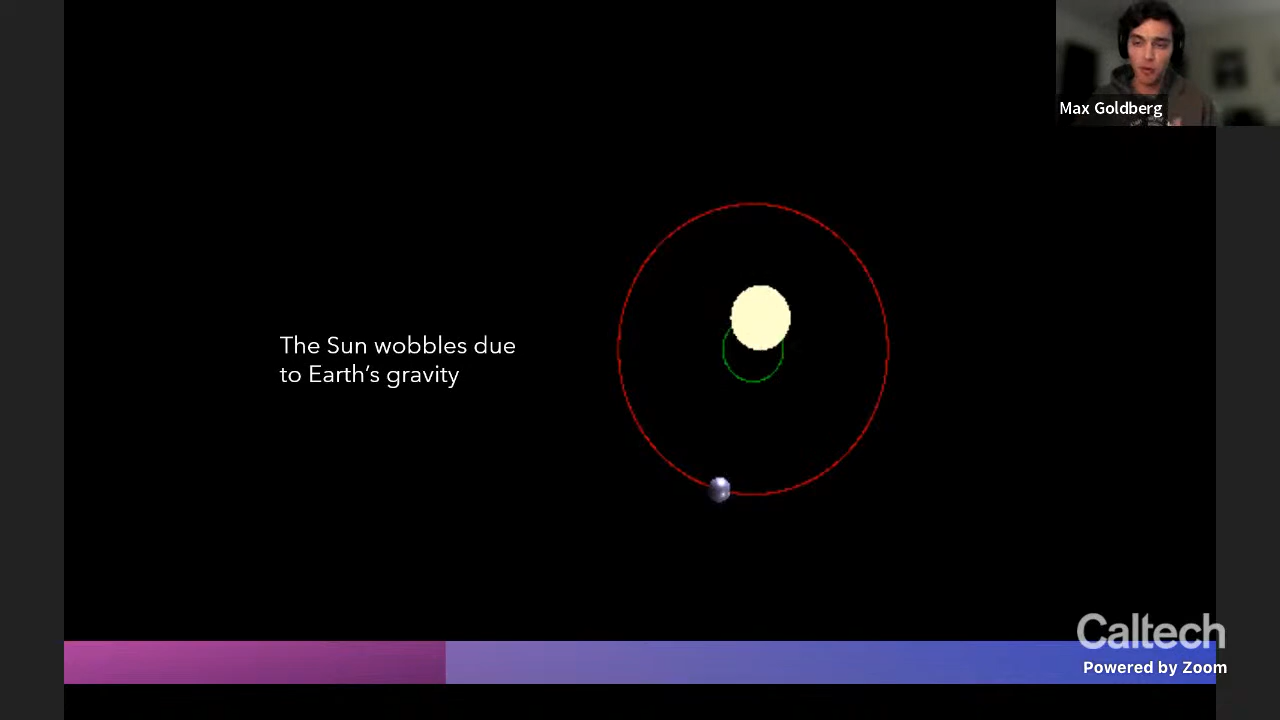 Max Goldberg
The Sun wobbles due
to Earth’s gravity
Caltech
Powered by Zoom